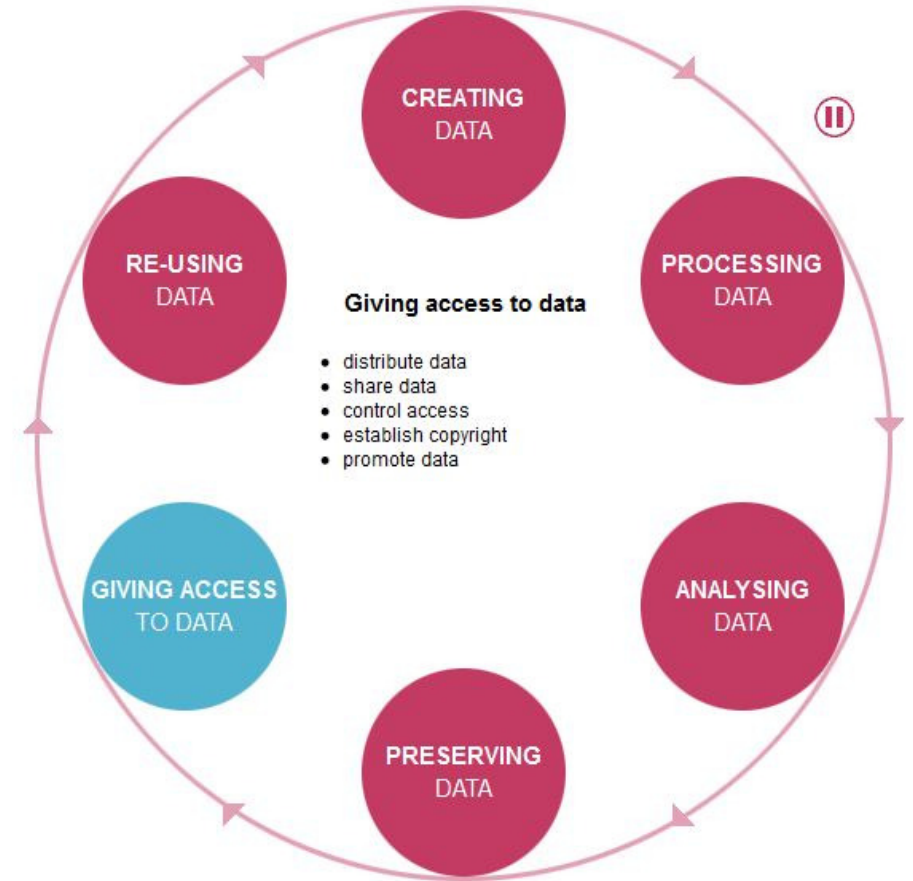 CREATING
DATA
PROCESSING
DATA
ANALYSING
DATA
PRESERVING
DATA
GIVING ACCESS
TO DATA
RE-USING
DATA
Giving access to data
• distribute data
• share data
• control access
• establish copyright
• promote data